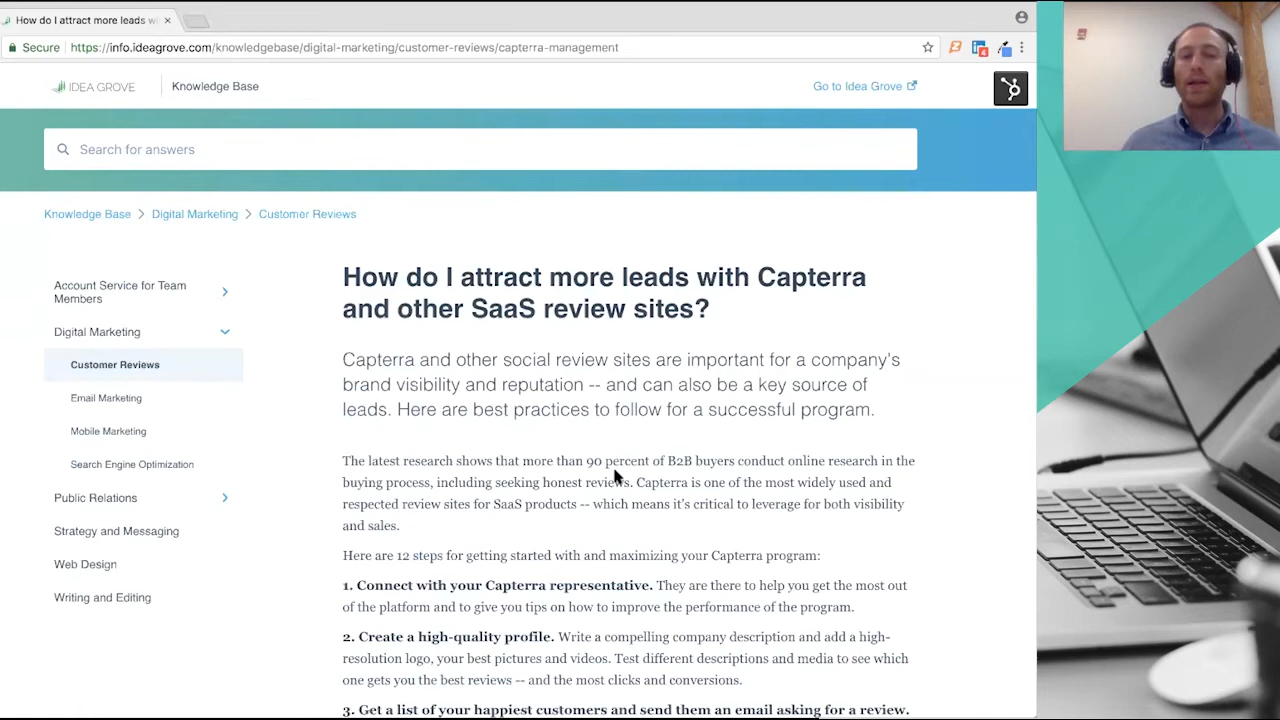 How do I attract more leads wi
Secure https://info.ideagrove.com/knowledgebase/digital-marketing/customer-reviews/capterra-management
4
IDEA GROVE Knowledge Base Go to Idea Grove
Search for answers
Knowledge Base > Digital Marketing > Customer Reviews
Account Service for Team
Members
Digital Marketing
Customer Reviews
Email Marketing
Mobile Marketing
Search Engine Optimization
Public Relations
Strategy and Messaging
Web Design
Writing and Editing
How do I attract more leads with Capterra
and other SaaS review sites?
Capterra and other social review sites are important for a company's
brand visibility and reputation -- and can also be a key source of
leads. Here are best practices to follow for a successful program.
The latest research shows that more than 90 percent of B2B buyers conduct online research in the
buying process, including seeking honest reviews. Capterra is one of the most widely used and
respected review sites for SaaS products -- which means it's critical to leverage for both visibility
and sales.
Here are 12 steps for getting started with and maximizing your Capterra program:
1. Connect with your Capterra representative. They are there to help you get the most out
of the platform and to give you tips on how to improve the performance of the program.
2. Create a high-quality profile. Write a compelling company description and add a high-
resolution logo, your best pictures and videos. Test different descriptions and media to see which
one gets you the best reviews -- and the most clicks and conversions.
3. Get a list of your happiest customers and send them an email asking for a review.